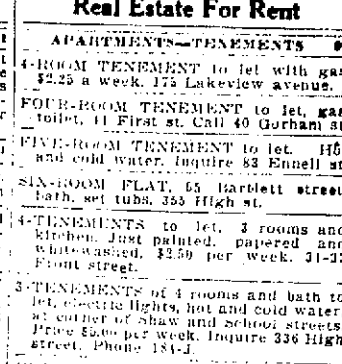 Real Estate For Rent
APARTMENTS—TENEMENTS
4-ROOM TENEMENT to let with gas
$2.25 a week. 175 Lakeview avenue.
FOUR-ROOM TENEMENT to let, gas
toilet, 11 First st. Call 40 Gorham st
FIVE-ROOM TENEMENT to let. Ho
and cold water. Inquire 83 Ennell st
SIX-ROOM FLAT, 55 Bartlett street
bath, set tubs, 355 High st.
4-TENEMENTS to let, 3 rooms and
kitchen. Just painted, papered and
whitewashed, $2.50 per week. 31-
Front street.
3-TENEMENTS of 4 rooms and bath to
let, electric lights, hot and cold water
at corner of Shaw and School streets
Price $5.00 per week. Inquire 336 High
street. Phone 184-J.